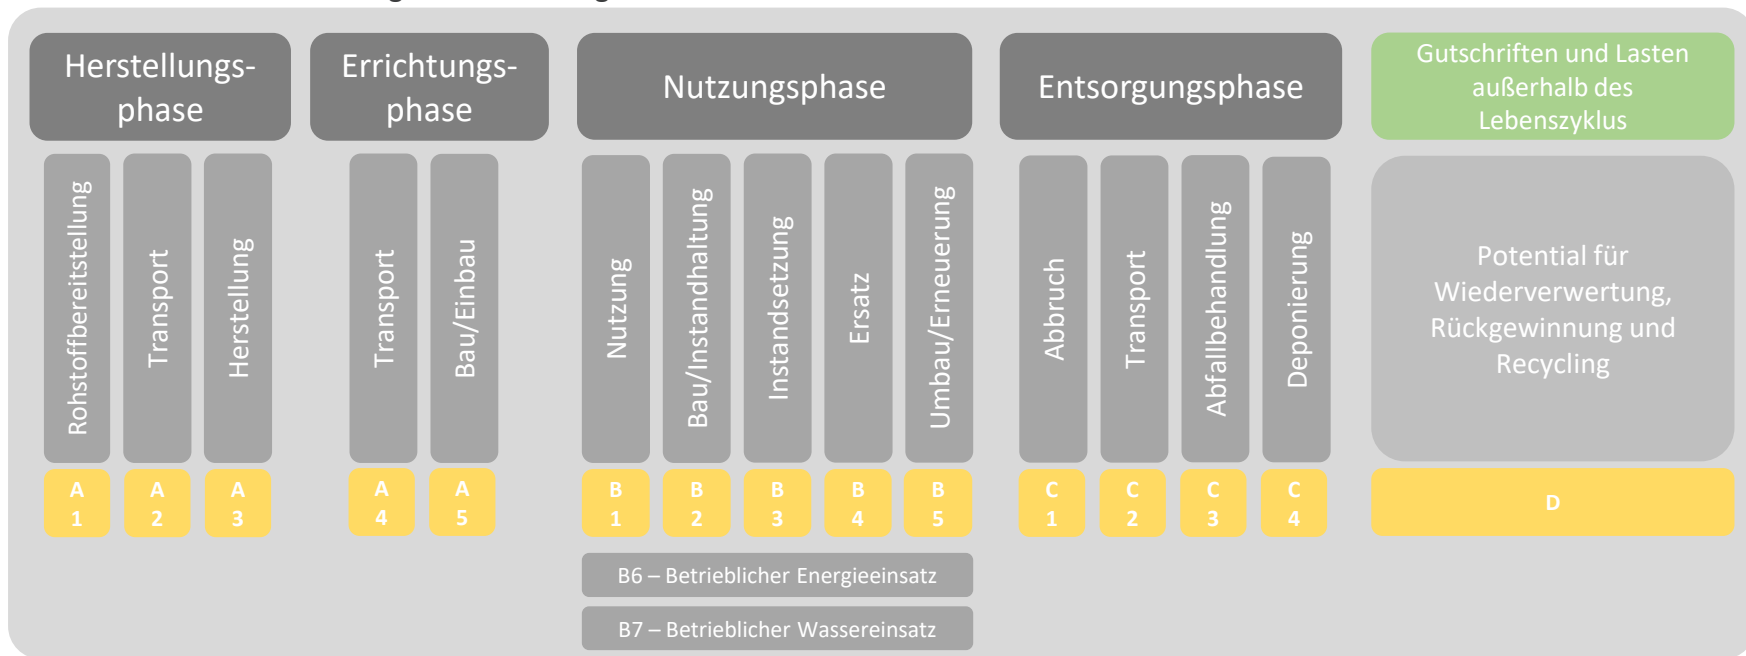 Herstellungs-
phase
Errichtungs-
phase
Nutzungsphase
Entsorgungsphase
Gutschriften und Lasten
außerhalb des
Lebenszyklus
Rohstoffbereitstellung
Transport
Herstellung
Transport
Bau/Einbau
Nutzung
Bau/Instandhaltung
Instandsetzung
Ersatz
Umbau/Erneuerung
Abbruch
Transport
Abfallbehandlung
Deponierung
Potential für
Wiederverwertung,
Rückgewinnung und
Recycling
A
1
A
2
A
3
A
4
A
5
B
1
B
2
B
3
B
4
B
5
C
1
C
2
C
3
C
4
D
B6 – Betrieblicher Energieeinsatz
B7 – Betrieblicher Wassereinsatz